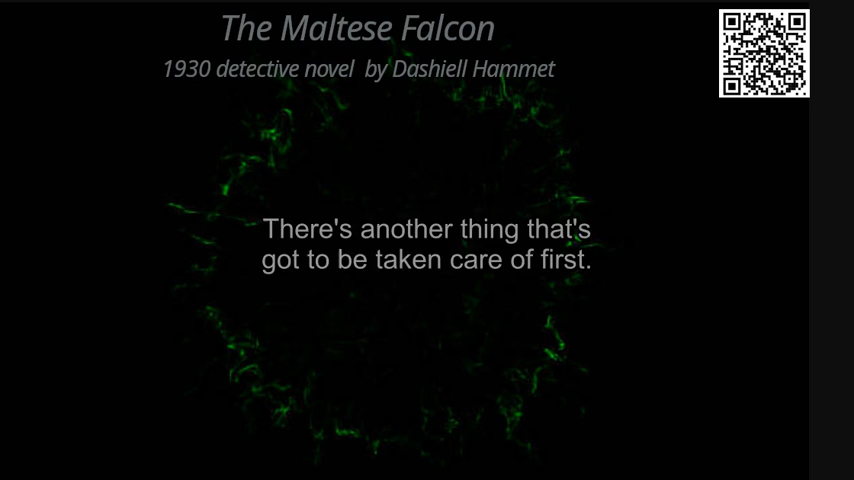 The Maltese Falcon
1930 detective novel by Dashiell Hammet
There's another thing that's
got to be taken care of first.